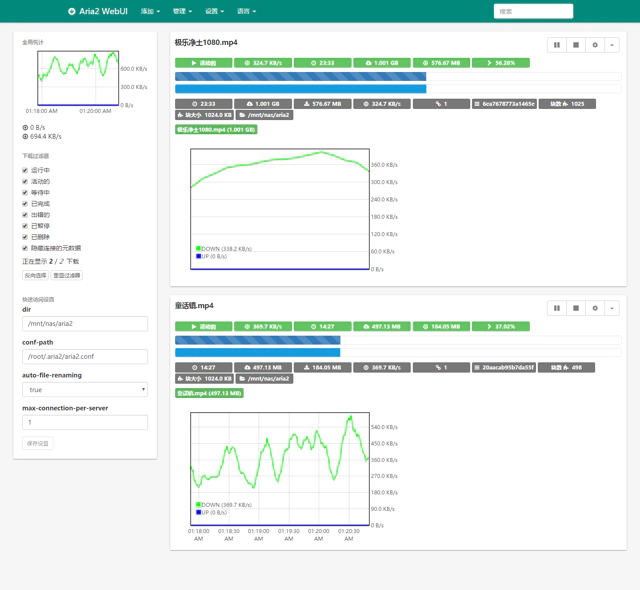 Aria2 WebUI 添加 管理 设置 语言 搜索
全局统计
600.0 KB/s
300.0 KB/s
0 B/s
01:18:00 AM 01:20:00 AM
0 B/s
694.4 KB/s
下载过滤器
运行中
活动的
等待中
已完成
出错的
已暂停
已删除
隐藏连接的元数据
正在显示 2 / 2 下载
反向选择 重置过滤器
快速访问设置
dir
/mnt/nas/aria2
conf-path
/root/.aria2/aria2.conf
auto-file-renaming
true
max-connection-per-server
1
保存设置
极乐净土1080.mp4
活动的 324.7 KB/s 23:33 1.001 GB 576.67 MB 56.28%
23:33 1.001 GB 576.67 MB 324.7 KB/s 1 6ca7678773a1465c 块数 1025
块大小 1024.0 KB /mnt/nas/aria2
极乐净土1080.mp4 (1.001 GB)
360.0 KB/s
300.0 KB/s
240.0 KB/s
180.0 KB/s
120.0 KB/s
60.0 KB/s
0 B/s
DOWN (338.2 KB/s)
UP (0 B/s)
童话镇.mp4
活动的 369.7 KB/s 14:27 497.13 MB 184.05 MB 37.02%
14:27 497.13 MB 184.05 MB 369.7 KB/s 1 20aacab95b7da55f 块数 498
块大小 1024.0 KB /mnt/nas/aria2
童话镇.mp4 (497.13 MB)
540.0 KB/s
450.0 KB/s
360.0 KB/s
270.0 KB/s
180.0 KB/s
90.0 KB/s
0 B/s
DOWN (369.7 KB/s)
UP (0 B/s)
01:18:00 AM 01:18:30 AM 01:19:00 AM 01:19:30 AM 01:20:00 AM 01:20:30 AM